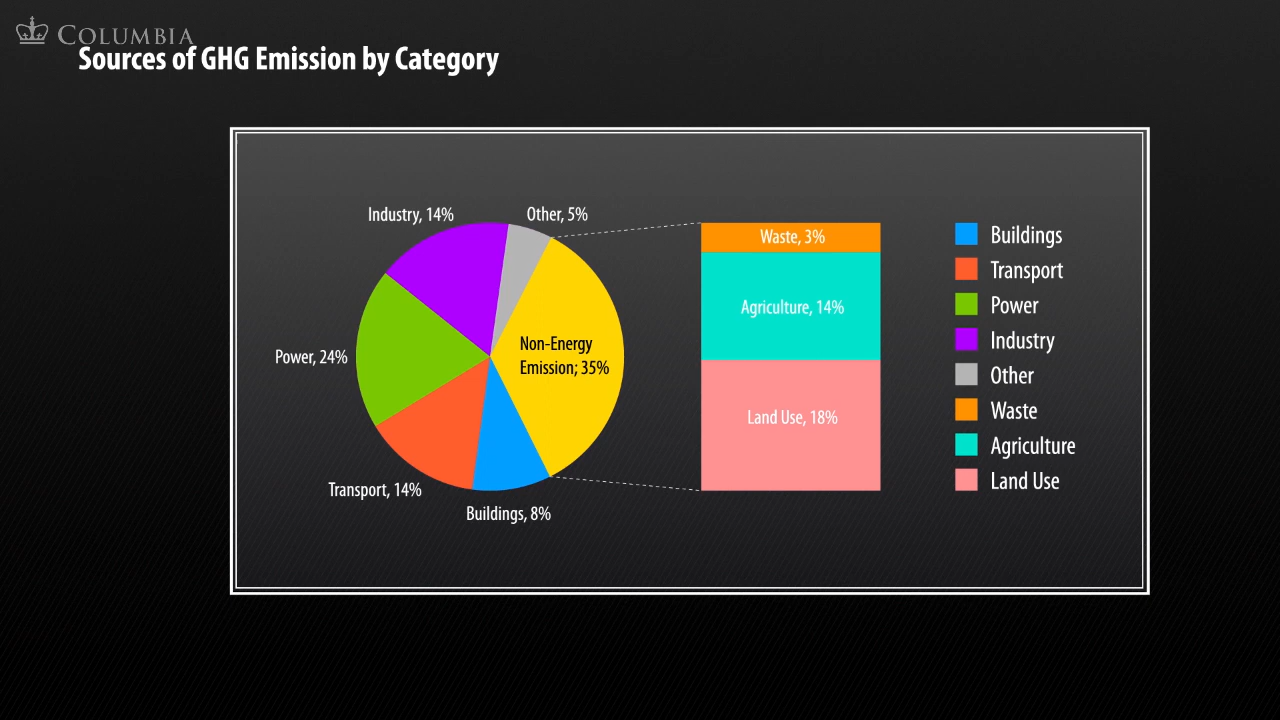 COLUMBIA
Sources of GHG Emission by Category
Industry, 14%
Other, 5%
Power, 24%
Non-Energy
Emission; 35%
Transport, 14%
Buildings, 8%
Waste, 3%
Agriculture, 14%
Land Use, 18%
Buildings
Transport
Power
Industry
Other
Waste
Agriculture
Land Use